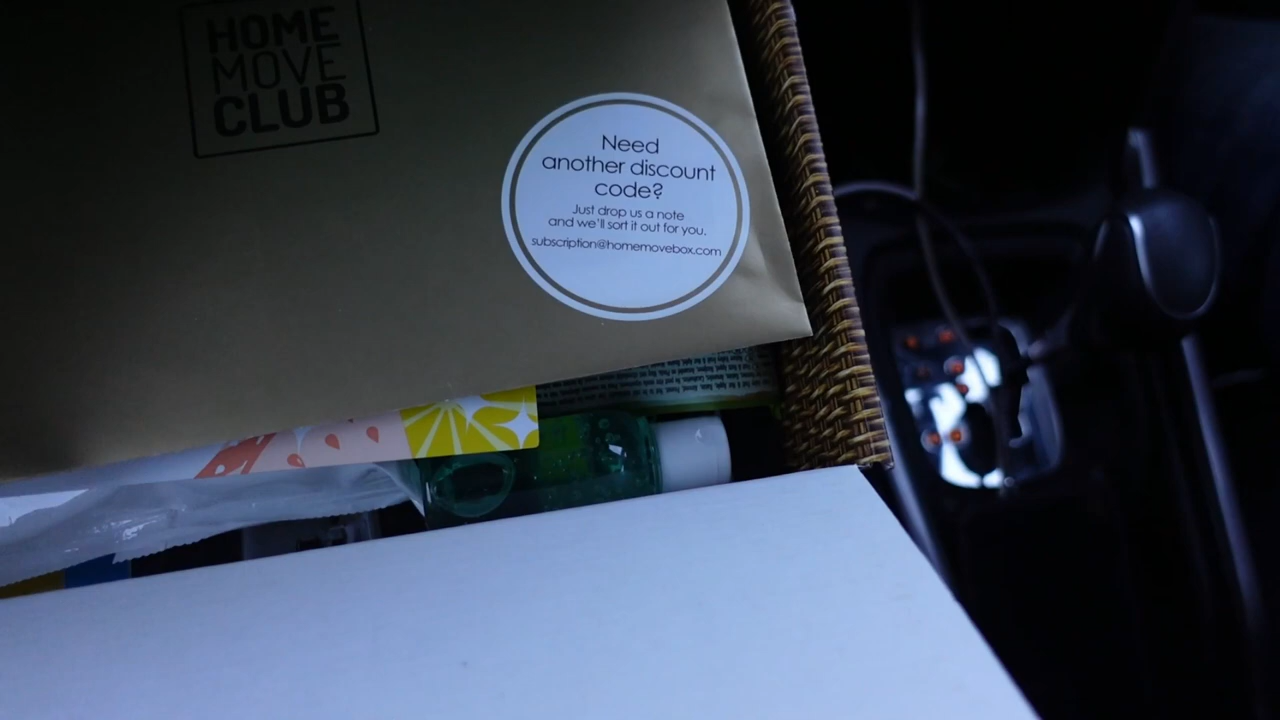 HOME
MOVE
CLUB
Need
another discount
code?
Just drop us a note
and we'll sort it out for you.
subscription@homemovebox.com